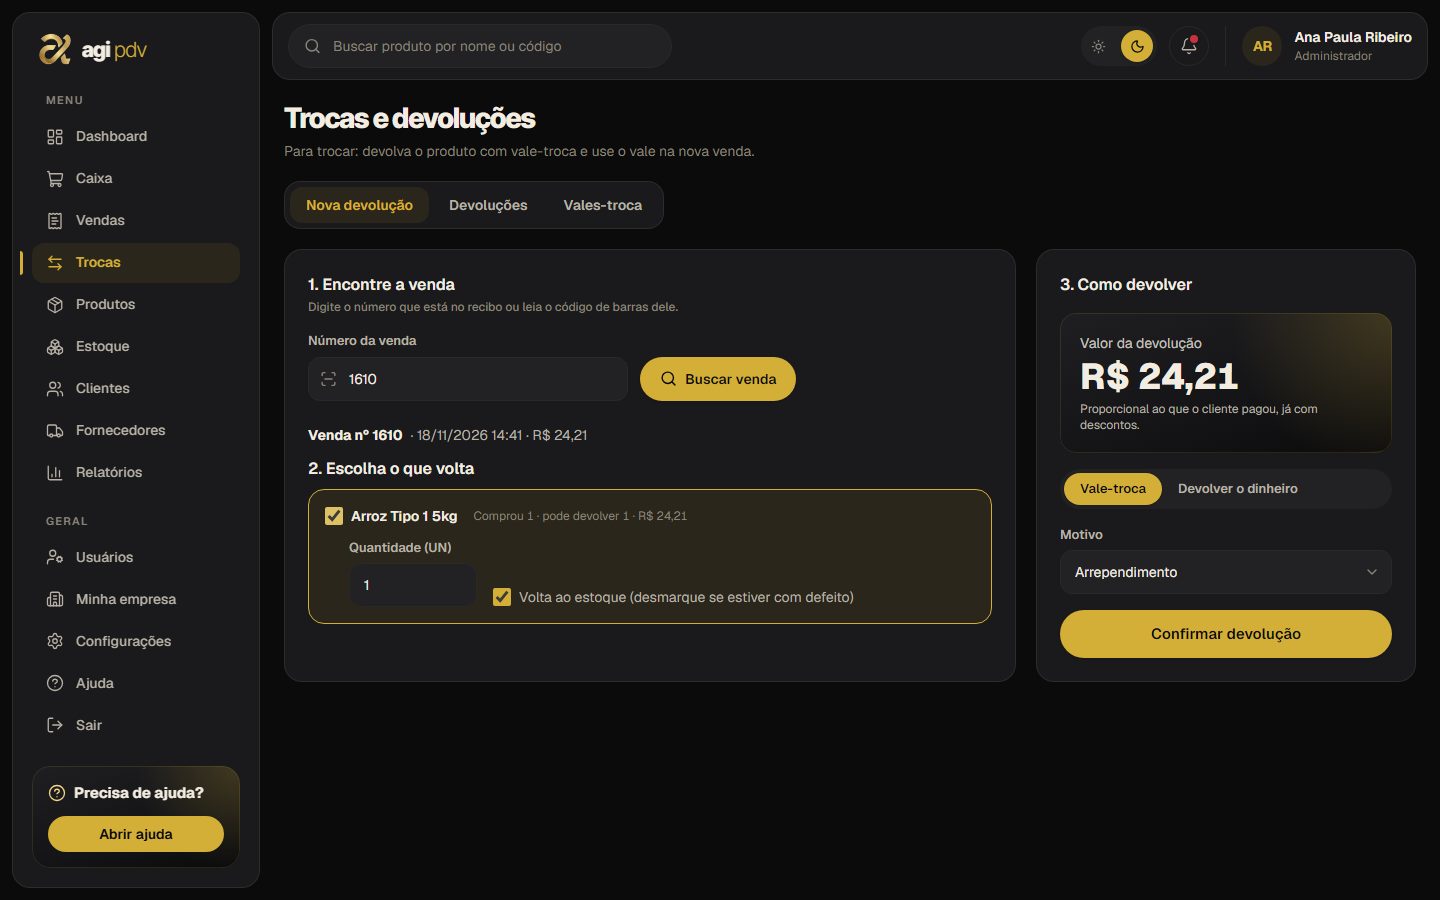 agi pdv
MENU
Dashboard
Caixa
Vendas
Trocas
Produtos
Estoque
Clientes
Fornecedores
Relatórios
GERAL
Usuários
Minha empresa
Configurações
Ajuda
Sair
Precisa de ajuda?
Abrir ajuda
Buscar produto por nome ou código
AR
Ana Paula Ribeiro
Administrador
Trocas e devoluções
Para trocar: devolva o produto com vale-troca e use o vale na nova venda.
Nova devolução
Devoluções
Vales-troca
1. Encontre a venda
Digite o número que está no recibo ou leia o código de barras dele.
Número da venda
1610
Buscar venda
Venda nº 1610 · 18/11/2026 14:41 · R$ 24,21
2. Escolha o que volta
Arroz Tipo 1 5kg Comprou 1 · pode devolver 1 · R$ 24,21
Quantidade (UN)
1
Volta ao estoque (desmarque se estiver com defeito)
3. Como devolver
Valor da devolução
R$ 24,21
Proporcional ao que o cliente pagou, já com
descontos.
Vale-troca
Devolver o dinheiro
Motivo
Arrependimento
Confirmar devolução